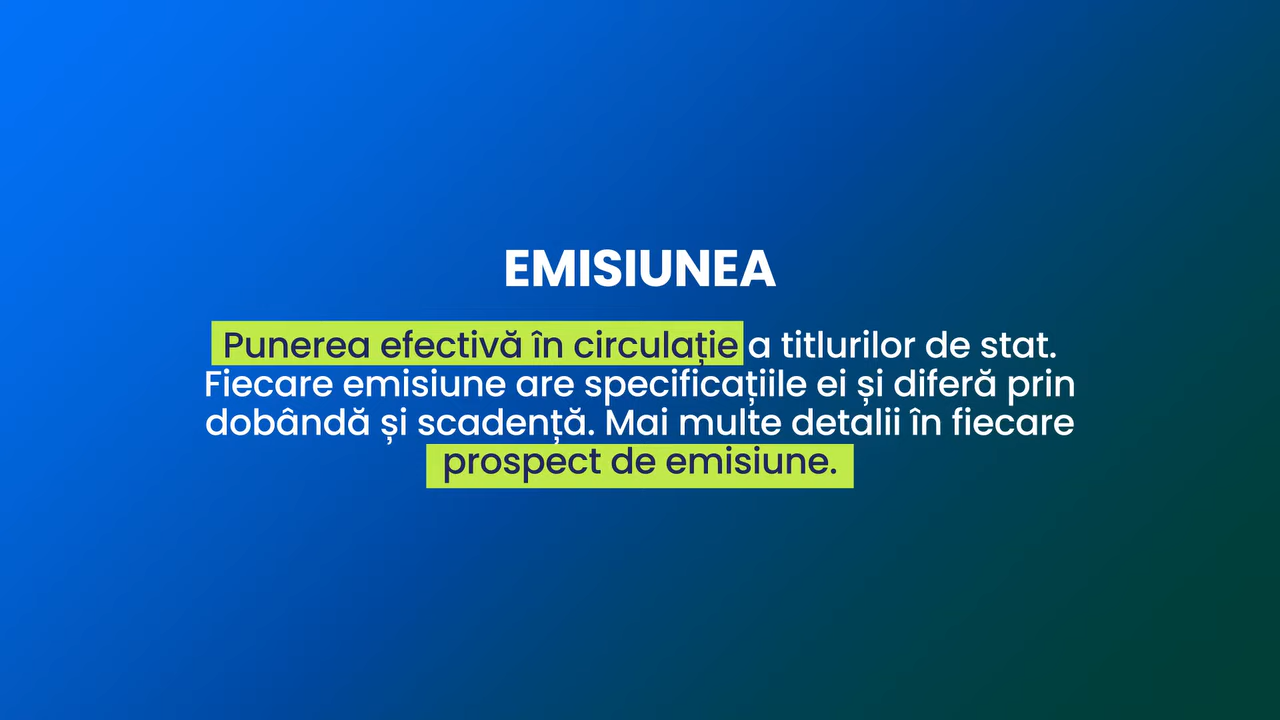 EMISIUNEA
Punerea efectivă în circulație a titlurilor de stat.
Fiecare emisiune are specificațiile ei și diferă prin
dobândă și scadență. Mai multe detalii în fiecare
prospect de emisiune.